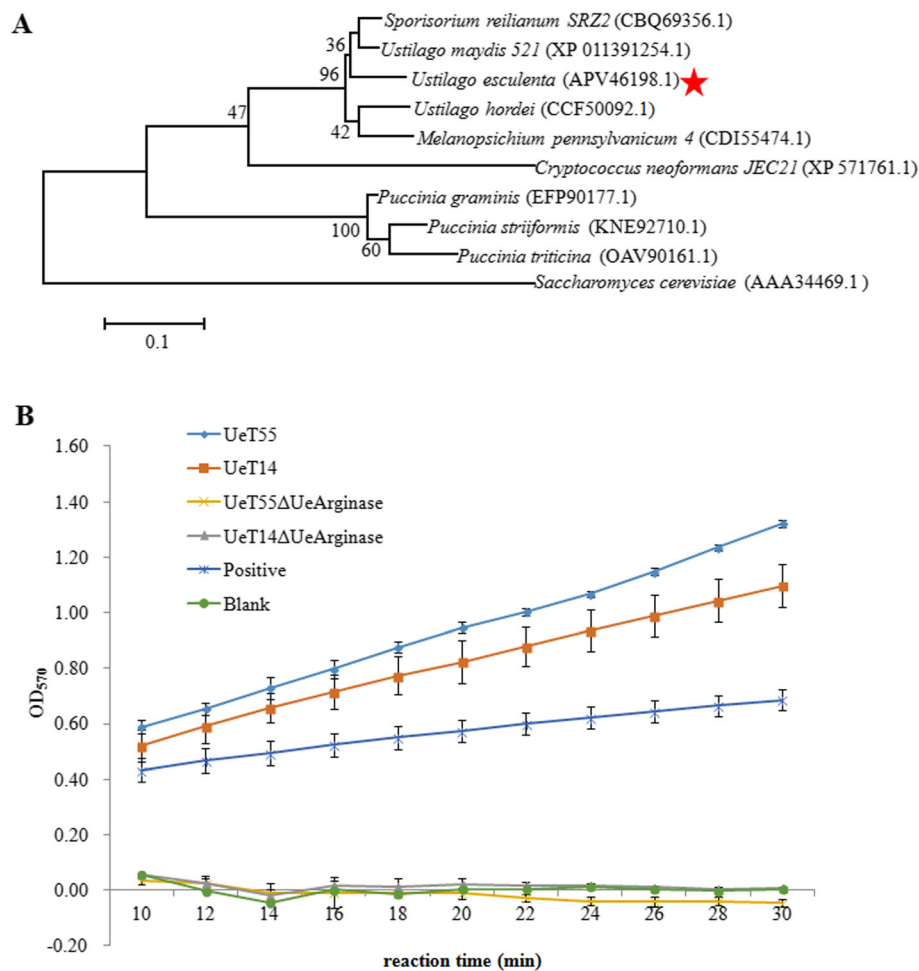 A
Sporisorium reilianum SRZ2 (CBQ69356.1)
36
Ustilago maydis 521 (XP 011391254.1)
96
Ustilago esculenta (APV46198.1)
47
Ustilago hordei (CCF50092.1)
42
Melanopsichium pennsylvanicum 4 (CDI55474.1)
Cryptococcus neoformans JEC21 (XP 571761.1)
Puccinia graminis (EFP90177.1)
100
Puccinia striiformis (KNE92710.1)
60
Puccinia triticina (OAV90161.1)
Saccharomyces cerevisiae (AAA34469.1)
0.1
B
UeT55
UeT14
UeT55ΔUeArginase
UeT14ΔUeArginase
Positive
Blank
1.60
1.40
1.20
1.00
0.80
0.60
0.40
0.20
0.00
-0.20
OD570
10 12 14 16 18 20 22 24 26 28 30
reaction time (min)